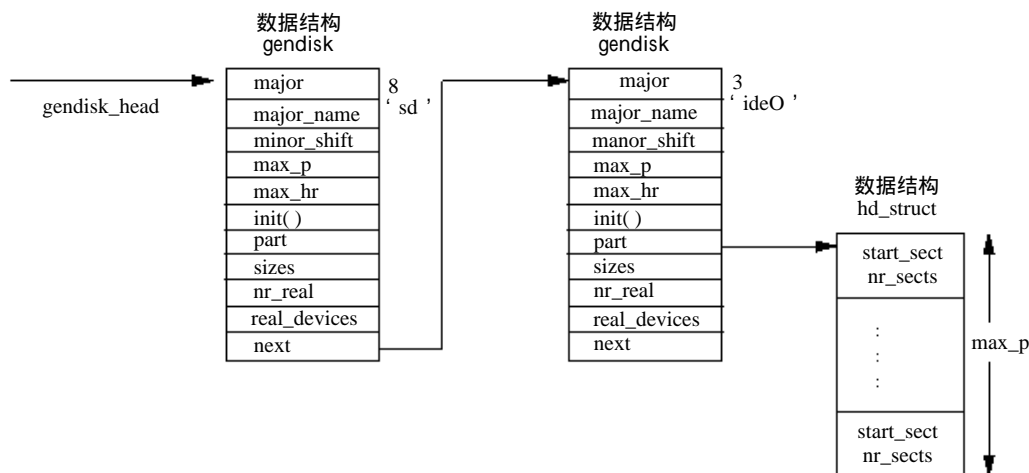 数据结构
gendisk
数据结构
gendisk
gendisk_head
major
8
major_name
‘sd’
minor_shift
max_p
max_hr
init( )
part
sizes
nr_real
real_devices
next
major
3
major_name
‘ideO’
manor_shift
max_p
max_hr
init( )
part
sizes
nr_real
real_devices
next
数据结构
hd_struct
start_sect
nr_sects
:
:
:
start_sect
nr_sects
max_p